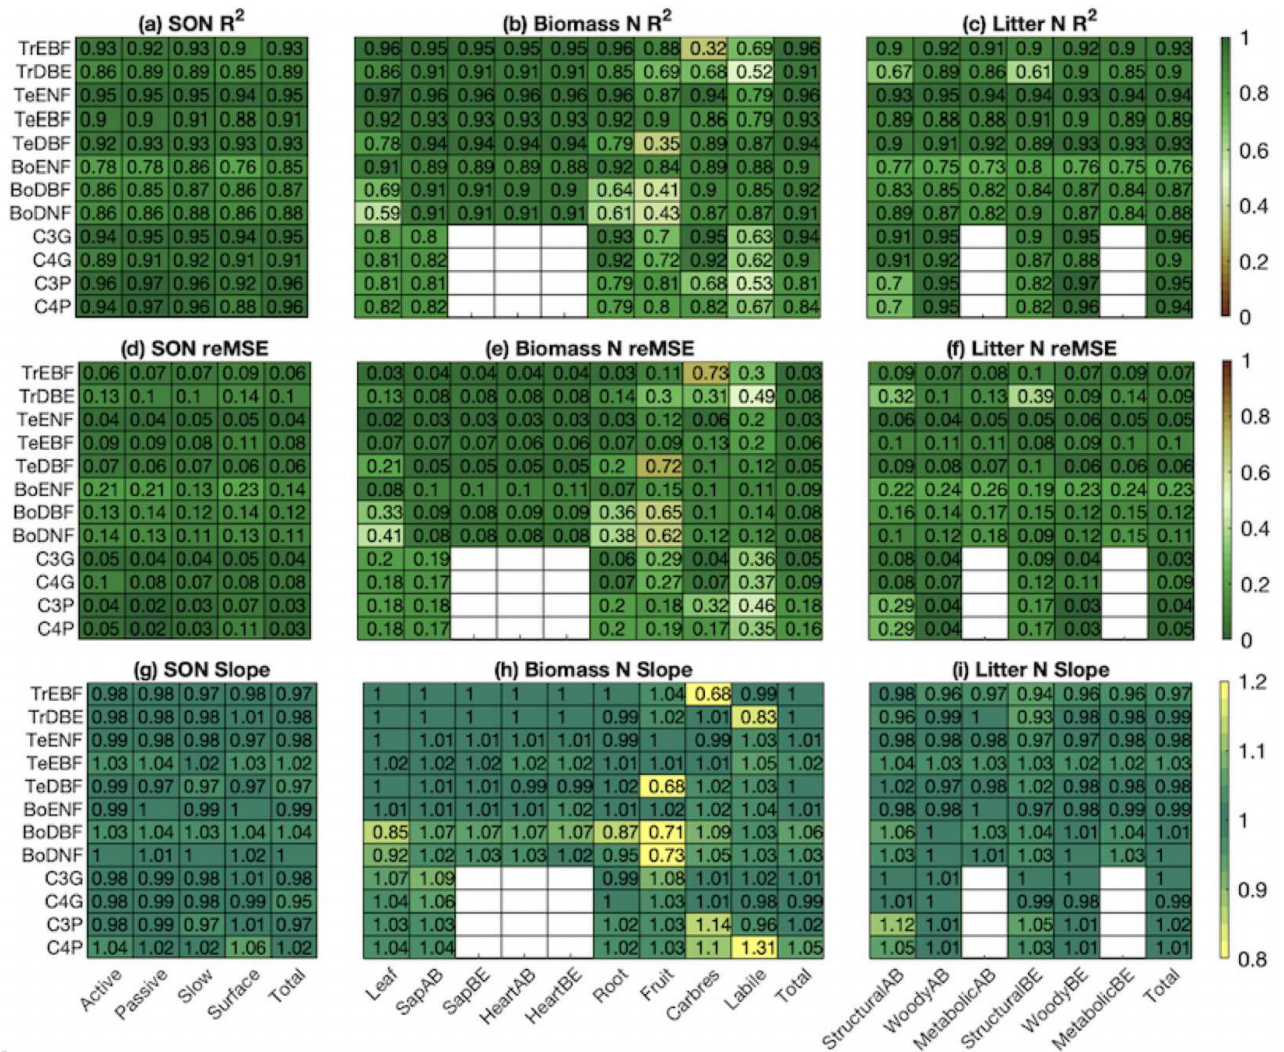 (a) SON R²
(b) Biomass N R²
(c) Litter N R²
TrEBF 0.93 0.92 0.93 0.9 0.93 0.96 0.95 0.95 0.95 0.95 0.96 0.88 0.32 0.69 0.96 0.9 0.92 0.91 0.9 0.92 0.9 0.93
TrDBE 0.86 0.89 0.89 0.85 0.89 0.86 0.91 0.91 0.91 0.91 0.85 0.69 0.68 0.52 0.91 0.67 0.89 0.86 0.61 0.9 0.85 0.9
TeENF 0.95 0.95 0.95 0.94 0.95 0.97 0.96 0.96 0.96 0.96 0.96 0.87 0.94 0.79 0.96 0.93 0.95 0.94 0.94 0.93 0.94 0.94
TeEBF 0.9 0.9 0.91 0.88 0.91 0.92 0.93 0.93 0.93 0.93 0.92 0.9 0.86 0.79 0.93 0.89 0.88 0.88 0.91 0.9 0.89 0.89
TeDBF 0.92 0.93 0.93 0.93 0.94 0.78 0.94 0.94 0.94 0.94 0.79 0.35 0.89 0.87 0.94 0.9 0.91 0.92 0.89 0.93 0.93 0.93
BoENF 0.78 0.78 0.86 0.76 0.85 0.91 0.89 0.89 0.89 0.88 0.92 0.84 0.89 0.88 0.9 0.77 0.75 0.73 0.8 0.76 0.75 0.76
BoDBF 0.86 0.85 0.87 0.86 0.87 0.69 0.91 0.91 0.9 0.9 0.64 0.41 0.9 0.85 0.92 0.83 0.85 0.82 0.84 0.87 0.84 0.87
BoDNF 0.86 0.86 0.88 0.86 0.88 0.59 0.91 0.91 0.91 0.91 0.61 0.43 0.87 0.87 0.91 0.89 0.87 0.82 0.9 0.87 0.84 0.88
C3G 0.94 0.95 0.95 0.94 0.95 0.8 0.8 0.93 0.7 0.95 0.63 0.94 0.91 0.95 0.9 0.95 0.96
C4G 0.89 0.91 0.92 0.91 0.91 0.81 0.82 0.92 0.72 0.92 0.62 0.9 0.91 0.92 0.87 0.88 0.9
C3P 0.96 0.97 0.96 0.92 0.96 0.81 0.81 0.79 0.81 0.68 0.53 0.81 0.7 0.95 0.82 0.97 0.95
C4P 0.94 0.97 0.96 0.88 0.96 0.82 0.82 0.79 0.8 0.82 0.67 0.84 0.7 0.95 0.82 0.96 0.94
1
0.8
0.6
0.4
0.2
0
(d) SON reMSE
(e) Biomass N reMSE
(f) Litter N reMSE
TrEBF 0.06 0.07 0.07 0.09 0.06 0.03 0.04 0.04 0.04 0.04 0.03 0.11 0.73 0.3 0.03 0.09 0.07 0.08 0.1 0.07 0.09 0.07
TrDBE 0.13 0.1 0.1 0.14 0.1 0.13 0.08 0.08 0.08 0.08 0.14 0.3 0.31 0.49 0.08 0.32 0.1 0.13 0.39 0.09 0.14 0.09
TeENF 0.04 0.04 0.05 0.05 0.04 0.02 0.03 0.03 0.03 0.03 0.03 0.12 0.06 0.2 0.03 0.06 0.04 0.05 0.05 0.06 0.05 0.05
TeEBF 0.09 0.09 0.08 0.11 0.08 0.07 0.07 0.07 0.06 0.06 0.07 0.09 0.13 0.2 0.06 0.1 0.11 0.11 0.08 0.09 0.1 0.1
TeDBF 0.07 0.06 0.07 0.06 0.06 0.21 0.05 0.05 0.05 0.05 0.2 0.72 0.1 0.12 0.05 0.09 0.08 0.07 0.1 0.06 0.06 0.06
BoENF 0.21 0.21 0.13 0.23 0.14 0.08 0.1 0.1 0.1 0.11 0.07 0.15 0.1 0.11 0.09 0.22 0.24 0.26 0.19 0.23 0.24 0.23
BoDBF 0.13 0.14 0.12 0.14 0.12 0.33 0.09 0.08 0.09 0.09 0.36 0.65 0.1 0.14 0.08 0.16 0.14 0.17 0.15 0.12 0.15 0.12
BoDNF 0.14 0.13 0.11 0.13 0.11 0.41 0.08 0.08 0.08 0.08 0.38 0.62 0.12 0.12 0.08 0.1 0.12 0.18 0.09 0.12 0.15 0.11
C3G 0.05 0.04 0.04 0.05 0.04 0.2 0.19 0.06 0.29 0.04 0.36 0.06 0.08 0.04 0.09 0.04 0.03
C4G 0.1 0.08 0.07 0.08 0.08 0.18 0.17 0.07 0.27 0.07 0.37 0.09 0.08 0.07 0.12 0.11 0.09
C3P 0.04 0.02 0.03 0.07 0.03 0.18 0.18 0.2 0.18 0.32 0.46 0.18 0.29 0.04 0.17 0.03 0.04
C4P 0.05 0.02 0.03 0.11 0.03 0.18 0.17 0.2 0.19 0.17 0.35 0.16 0.29 0.04 0.17 0.03 0.05
1
0.8
0.6
0.4
0.2
0
(g) SON Slope
(h) Biomass N Slope
(i) Litter N Slope
TrEBF 0.98 0.98 0.97 0.98 0.97 1 1 1 1 1 1 1.04 0.68 0.99 1 0.98 0.96 0.97 0.94 0.96 0.96 0.97
TrDBE 0.98 0.98 0.98 1.01 0.98 1 1 1 1 1 0.99 1.02 1.01 0.83 1 0.96 0.99 1 0.93 0.98 0.98 0.99
TeENF 0.99 0.98 0.98 0.97 0.98 1 1.01 1.01 1.01 1.01 0.99 1 0.99 1.03 1.01 0.98 0.98 0.98 0.97 0.97 0.98 0.98
TeEBF 1.03 1.04 1.02 1.03 1.02 1.02 1.02 1.02 1.02 1.02 1.01 1.01 1.01 1.05 1.02 1.04 1.03 1.03 1.02 1.02 1.03 1.03
TeDBF 0.99 0.97 0.97 0.97 0.97 1 1.01 1.01 0.99 0.99 1.02 0.68 1.02 1.03 1 1.02 0.97 0.98 1.02 0.98 0.98 0.98
BoENF 0.99 1 0.99 1 0.99 1.01 1.01 1.01 1.01 1.02 1.01 1.02 1.02 1.04 1.01 0.98 0.98 1 0.97 0.98 0.99 0.99
BoDBF 1.03 1.04 1.03 1.04 1.04 0.85 1.07 1.07 1.07 1.07 0.87 0.71 1.09 1.03 1.06 1.06 1 1.03 1.04 1.01 1.04 1.01
BoDNF 1 1.01 1 1.02 1 0.92 1.02 1.03 1.03 1.02 0.95 0.73 1.05 1.03 1.03 1.03 1 1.01 1.03 1 1.03 1
C3G 0.98 0.99 0.98 1.01 0.98 1.07 1.09 0.99 1.08 1.01 1.02 1.01 1 1.01 1 1 1
C4G 0.98 0.99 0.98 0.99 0.95 1.04 1.06 1 1.03 1.01 0.98 0.99 1.01 1 0.99 0.98 0.99
C3P 0.98 0.99 0.97 1.01 0.97 1.03 1.03 1.02 1.03 1.14 0.96 1.02 1.12 1.01 1.05 1.01 1.02
C4P 1.04 1.02 1.02 1.06 1.02 1.04 1.04 1.02 1.03 1.1 1.31 1.05 1.05 1.01 1.03 1.01 1.01
1.2
1.1
1
0.9
0.8
Active Passive Slow Surface Total
Leaf SapAB SapBE HeartAB HeartBE Root Fruit Carbres Labile Total
StructuralAB WoodyAB MetabolicAB StructuralBE WoodyBE MetabolicBE Total